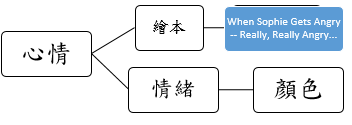 心情
繪本
When Sophie Gets Angry
-- Really, Really Angry...
情緒
顏色